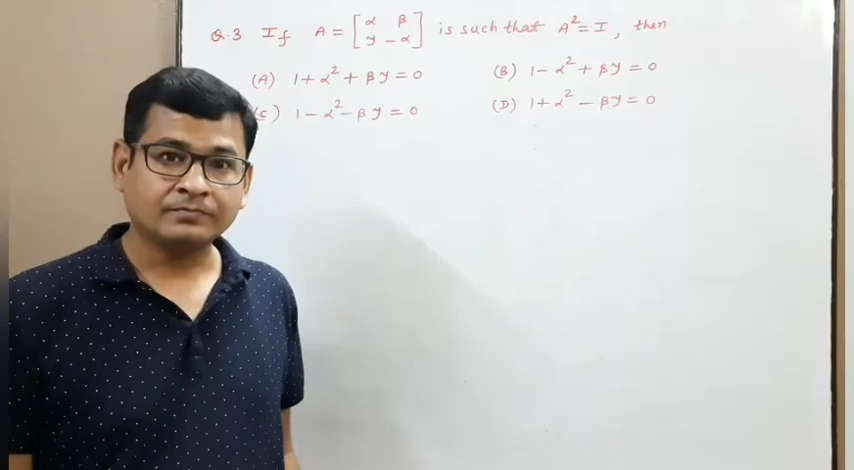 Q.3 If A = [α β] is such that A² = I, then
[γ -α]
(A) 1 + α² + βγ = 0 (B) 1 - α² + βγ = 0
(C) 1 - α² - βγ = 0 (D) 1 + α² - βγ = 0